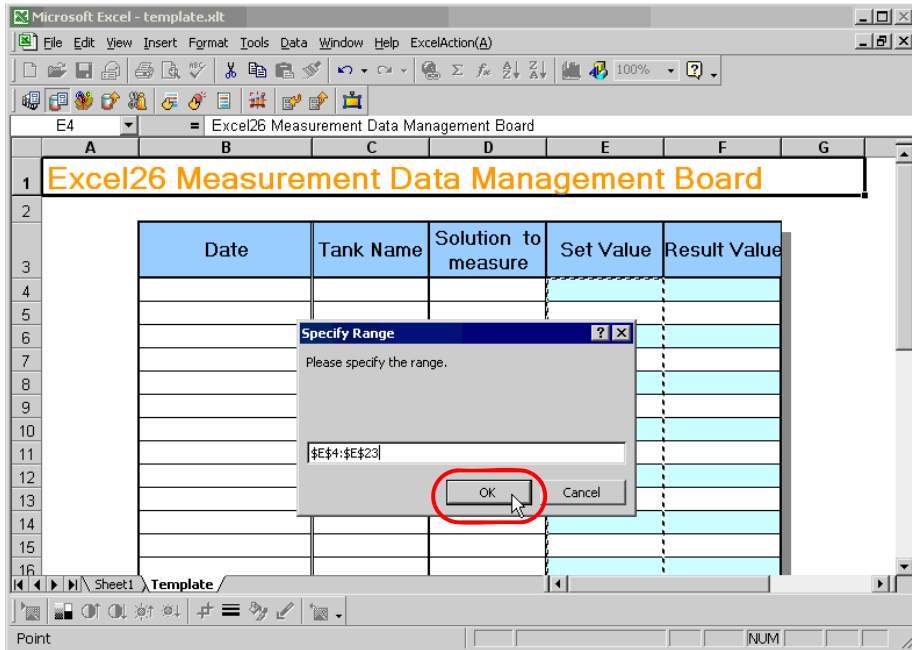 Microsoft Excel - template.xlt
File Edit View Insert Format Tools Data Window Help ExcelAction(A)
100%
E4 = Excel26 Measurement Data Management Board
A B C D E F G
1 Excel26 Measurement Data Management Board
2
3 Date Tank Name Solution to measure Set Value Result Value
4
5
6
7
8
9
10
11
12
13
14
15
16
Specify Range
Please specify the range.
$E$4:$E$23
OK Cancel
Sheet1 Template
Point NUM